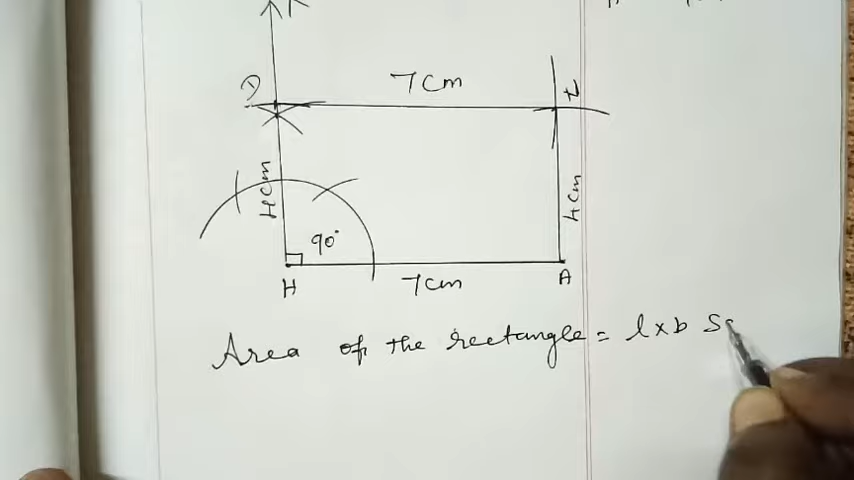 D
7cm
E
4cm
4cm
90°
H
7cm
A
Area of the rectangle = l × b S